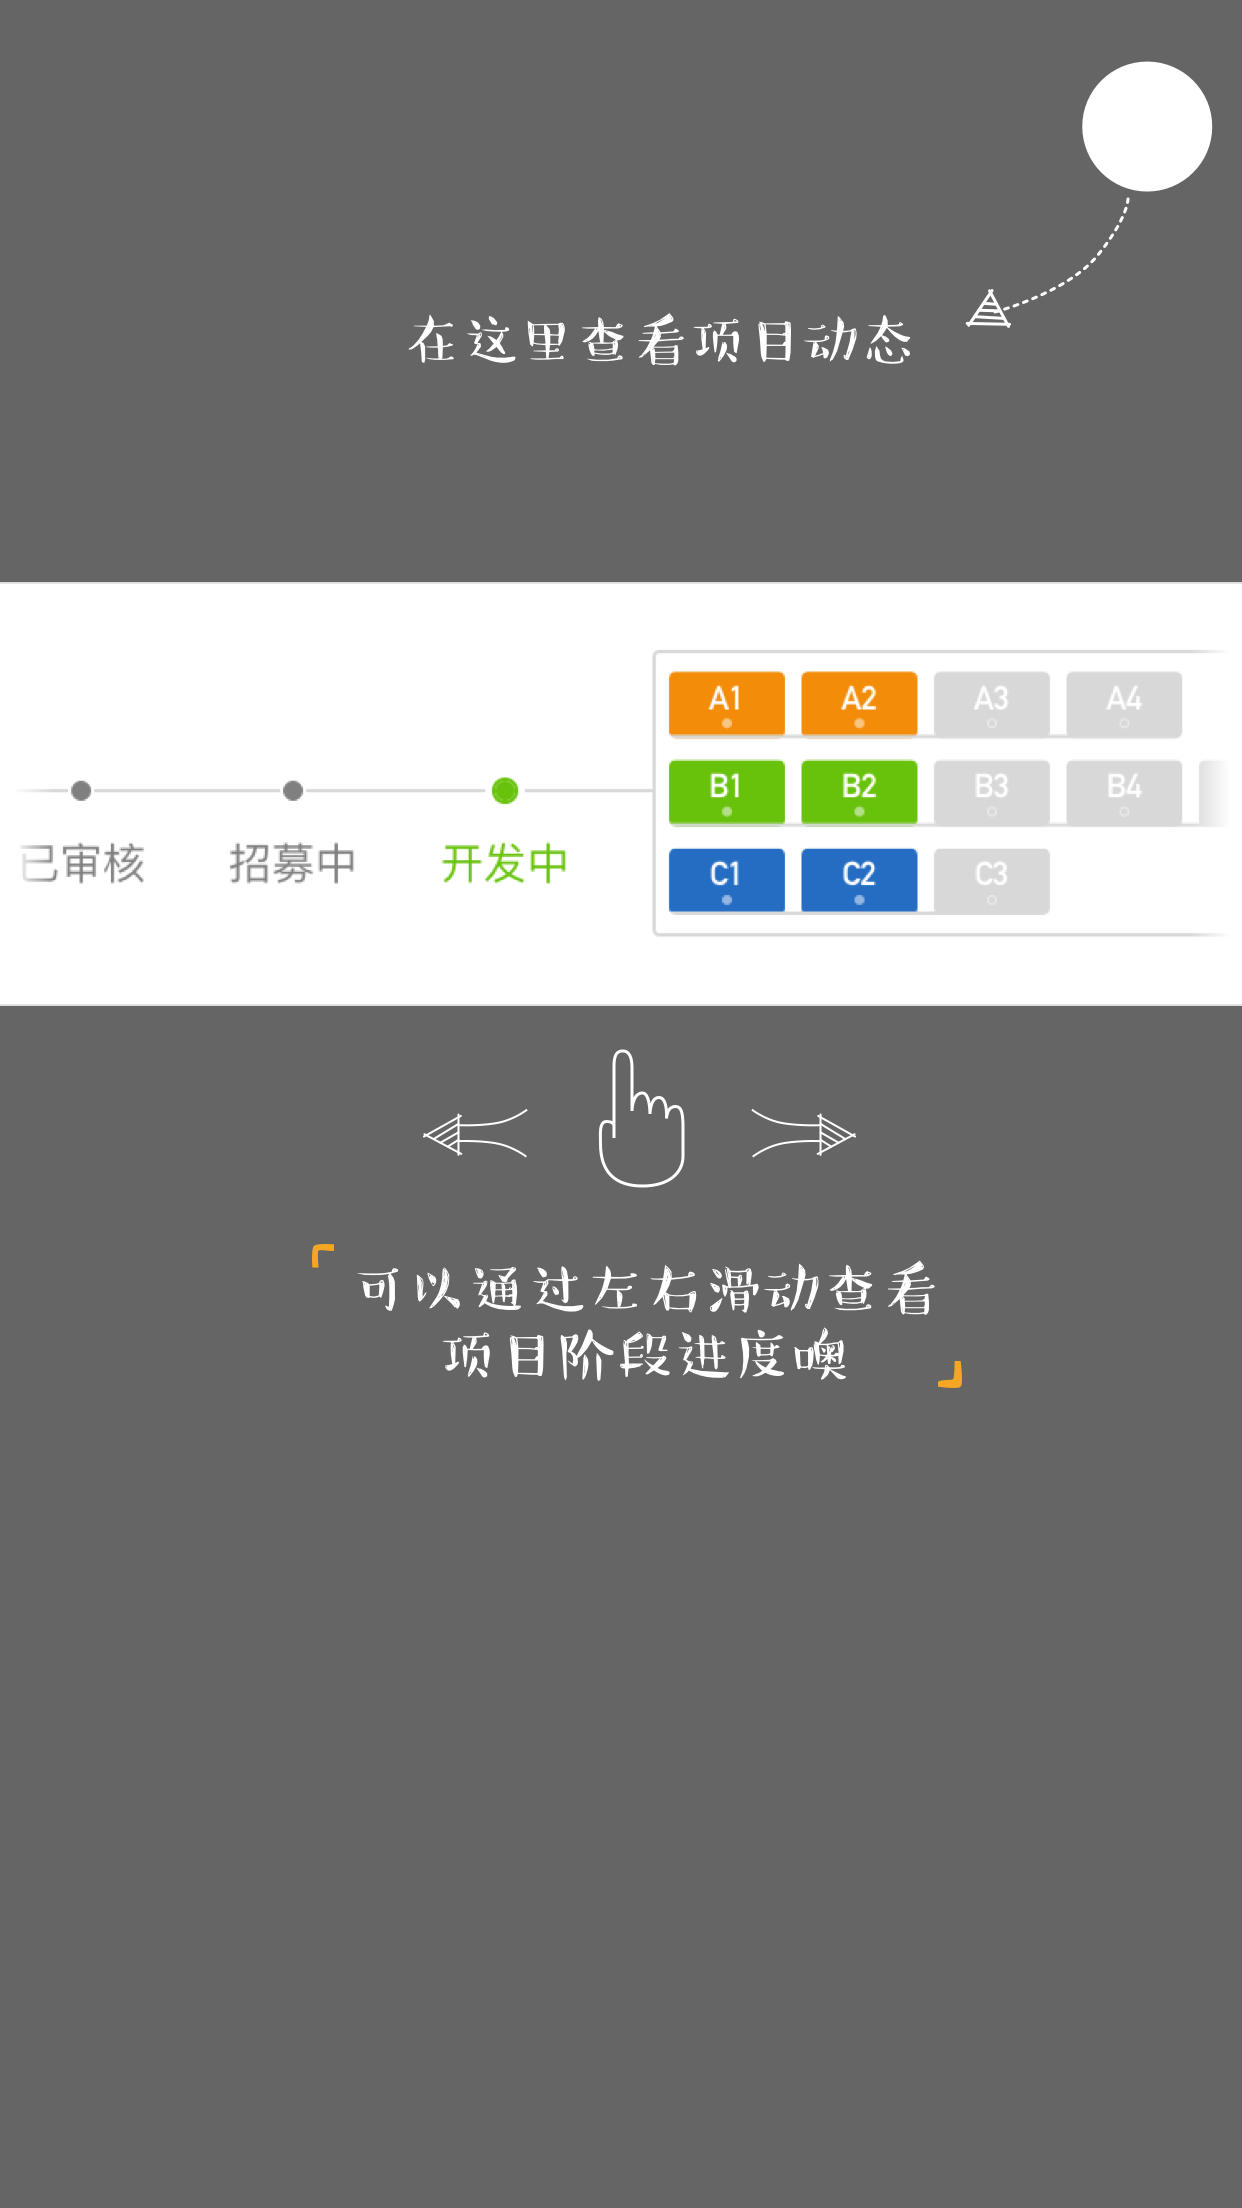 在这里查看项目动态
A1 A2 A3 A4
B1 B2 B3 B4
C1 C2 C3
已审核 招募中 开发中
可以通过左右滑动查看
项目阶段进度噢